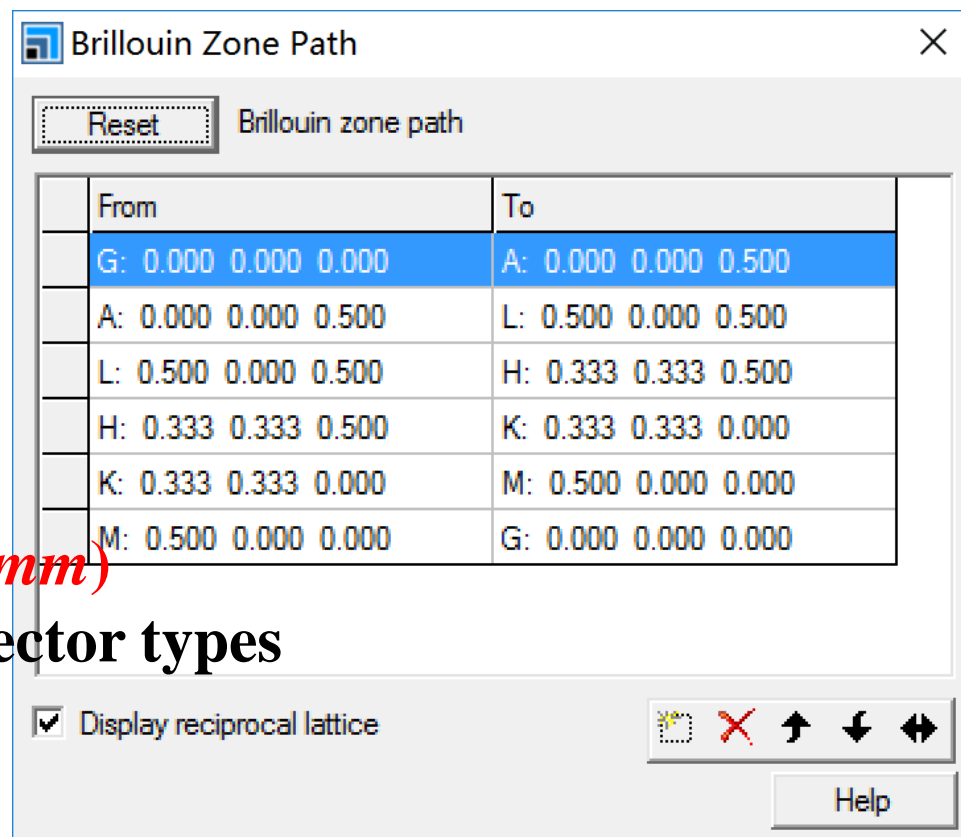 Brillouin Zone Path
Reset Brillouin zone path
From To
G: 0.000 0.000 0.000 A: 0.000 0.000 0.500
A: 0.000 0.000 0.500 L: 0.500 0.000 0.500
L: 0.500 0.000 0.500 H: 0.333 0.333 0.500
H: 0.333 0.333 0.500 K: 0.333 0.333 0.000
K: 0.333 0.333 0.000 M: 0.500 0.000 0.000
M: 0.500 0.000 0.000 G: 0.000 0.000 0.000
mm)
ector types
Display reciprocal lattice
Help